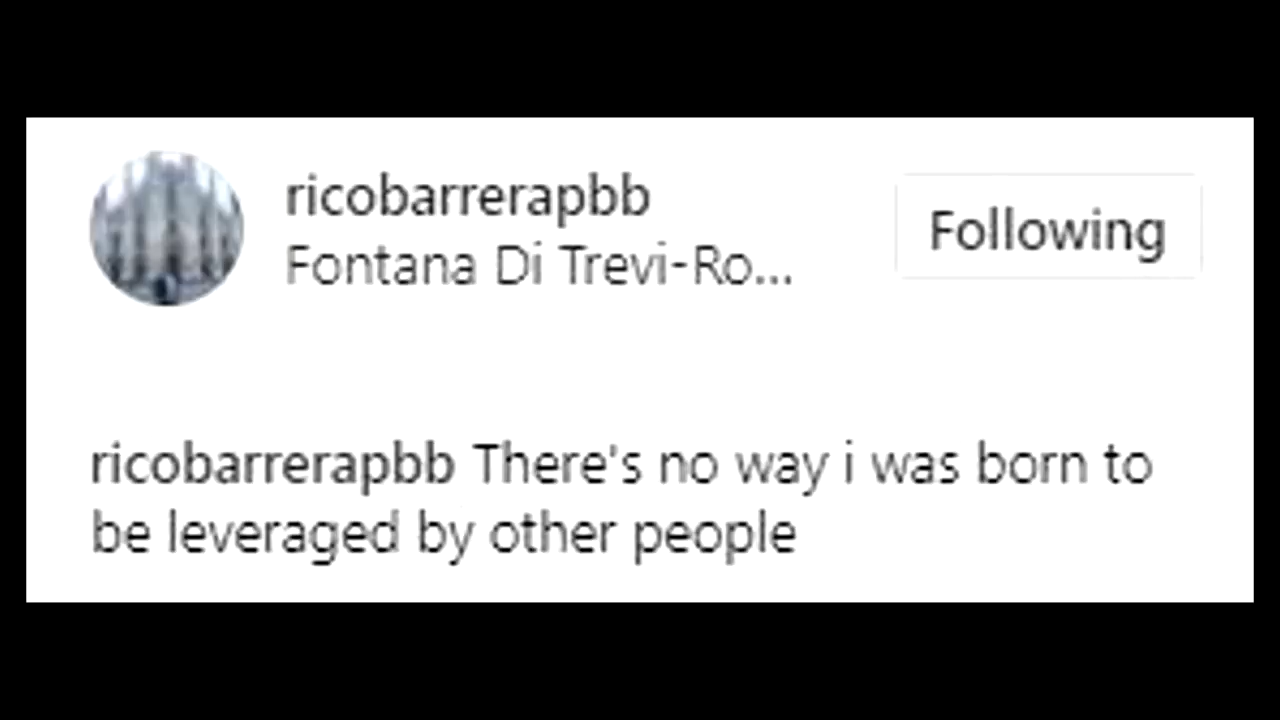 ricobarrerapbb
Fontana Di Trevi-Ro...
Following
ricobarrerapbb There's no way i was born to
be leveraged by other people